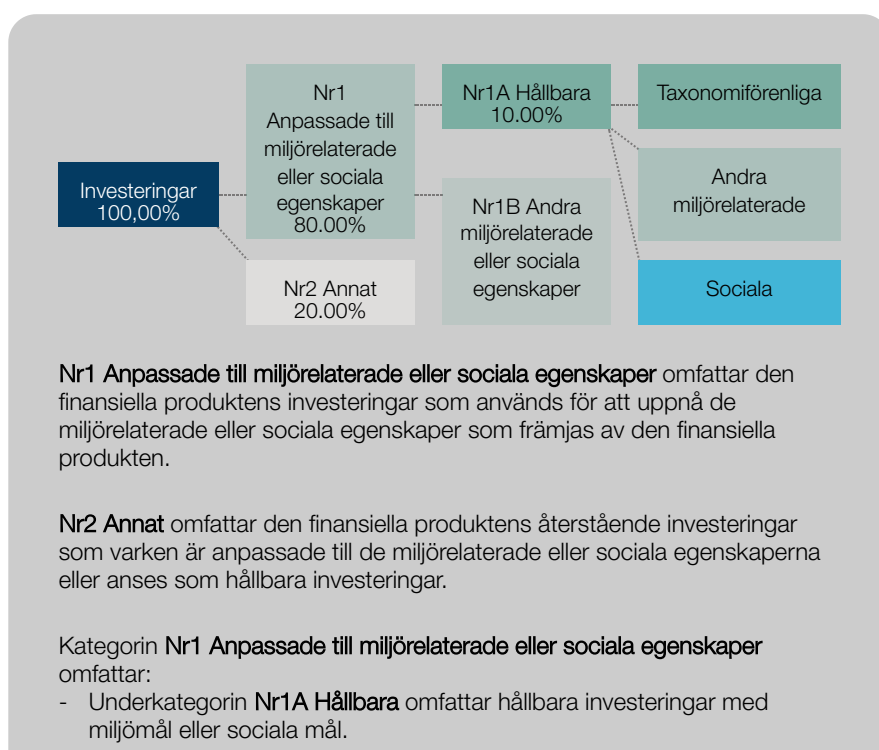 Investeringar
100,00%
Nr1
Anpassade till
miljörelaterade
eller sociala
egenskaper
80.00%
Nr2 Annat
20.00%
Nr1A Hållbara
10.00%
Nr1B Andra
miljörelaterade
eller sociala
egenskaper
Taxonomiförenliga
Andra
miljörelaterade
Sociala
Nr1 Anpassade till miljörelaterade eller sociala egenskaper omfattar den
finansiella produktens investeringar som används för att uppnå de
miljörelaterade eller sociala egenskaper som främjas av den finansiella
produkten.
Nr2 Annat omfattar den finansiella produktens återstående investeringar
som varken är anpassade till de miljörelaterade eller sociala egenskaperna
eller anses som hållbara investeringar.
Kategorin Nr1 Anpassade till miljörelaterade eller sociala egenskaper
omfattar:
- Underkategorin Nr1A Hållbara omfattar hållbara investeringar med
miljömål eller sociala mål.